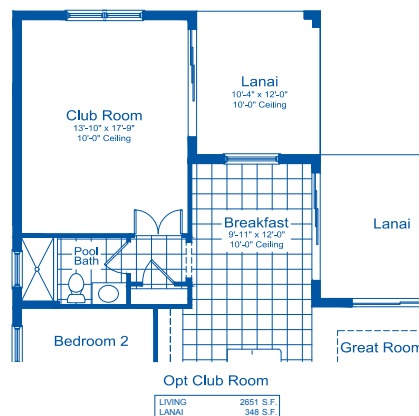 Lanai
10'-4" x 12'-0"
10'-0" Ceiling
Club Room
13'-10" x 17'-9"
10'-0" Ceiling
Breakfast
9'-11" x 12'-0"
10'-0" Ceiling
Lanai
Pool
Bath
Bedroom 2
Great Room
Opt Club Room
LIVING 2651 S.F.
LANAI 348 S.F.